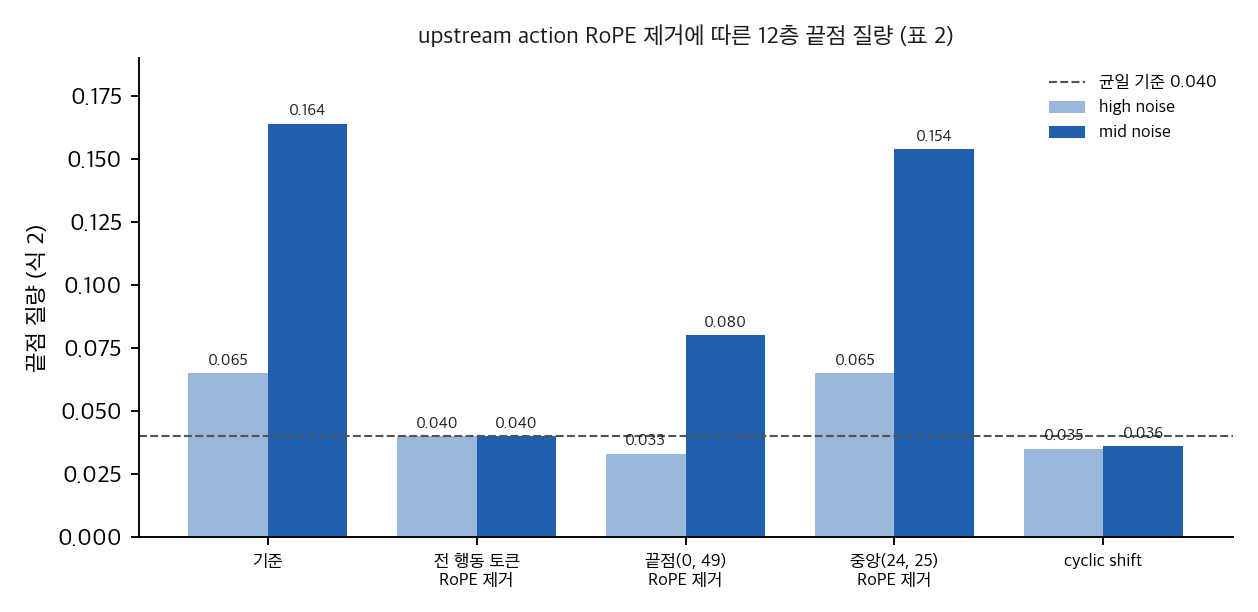 upstream action RoPE 제거에 따른 12층 끝점 질량 (표 2)
균일 기준 0.040
high noise
mid noise
끝점 질량 (식 2)
0.175
0.150
0.125
0.100
0.075
0.050
0.025
0.000
0.065
0.164
0.040
0.040
0.033
0.080
0.065
0.154
0.035
0.036
기준
전 행동 토큰
RoPE 제거
끝점(0, 49)
RoPE 제거
중앙(24, 25)
RoPE 제거
cyclic shift